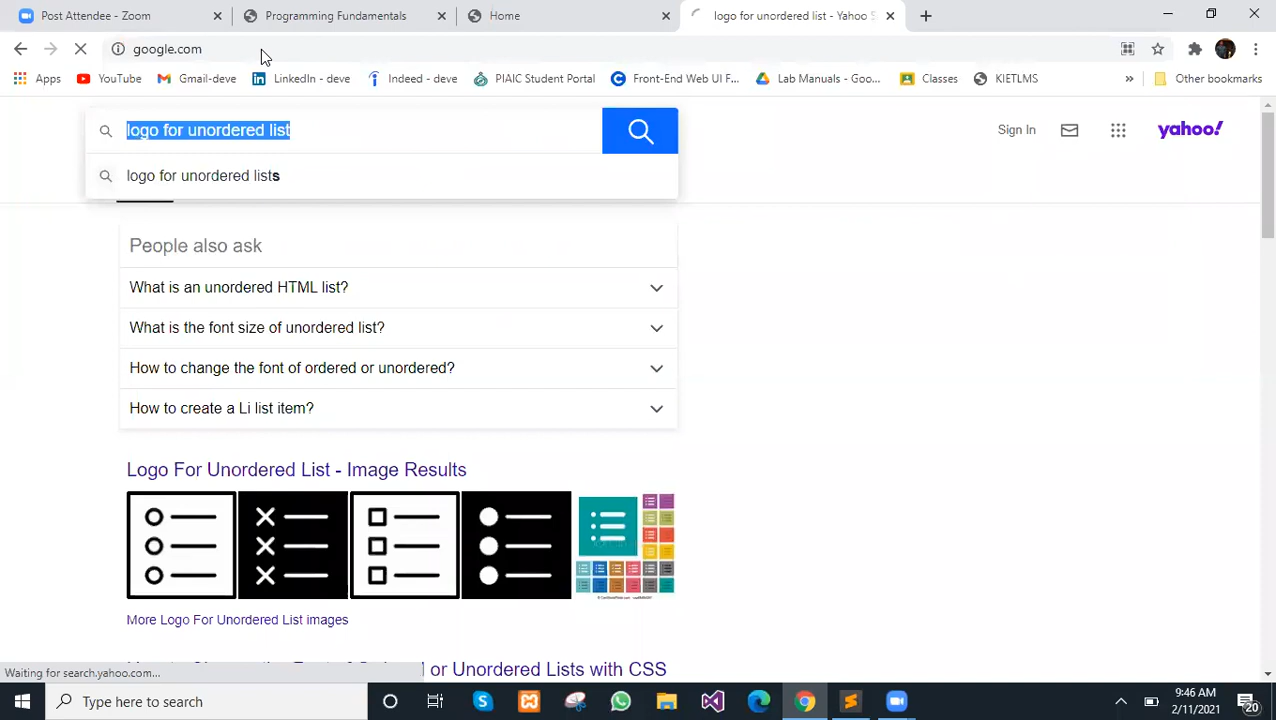 Post Attendee - Zoom
Programming Fundamentals
Home
logo for unordered list - Yahoo S
google.com
Apps
YouTube
Gmail-deve
LinkedIn - deve
Indeed - deve
PIAIC Student Portal
Front-End Web UI F...
Lab Manuals - Goo...
Classes
KIETLMS
»
Other bookmarks
logo for unordered list
Sign In
yahoo!
logo for unordered lists
People also ask
What is an unordered HTML list?
What is the font size of unordered list?
How to change the font of ordered or unordered?
How to create a Li list item?
Logo For Unordered List - Image Results
More Logo For Unordered List images
or Unordered Lists with CSS
Waiting for search.yahoo.com...
Type here to search
9:46 AM
2/11/2021
20